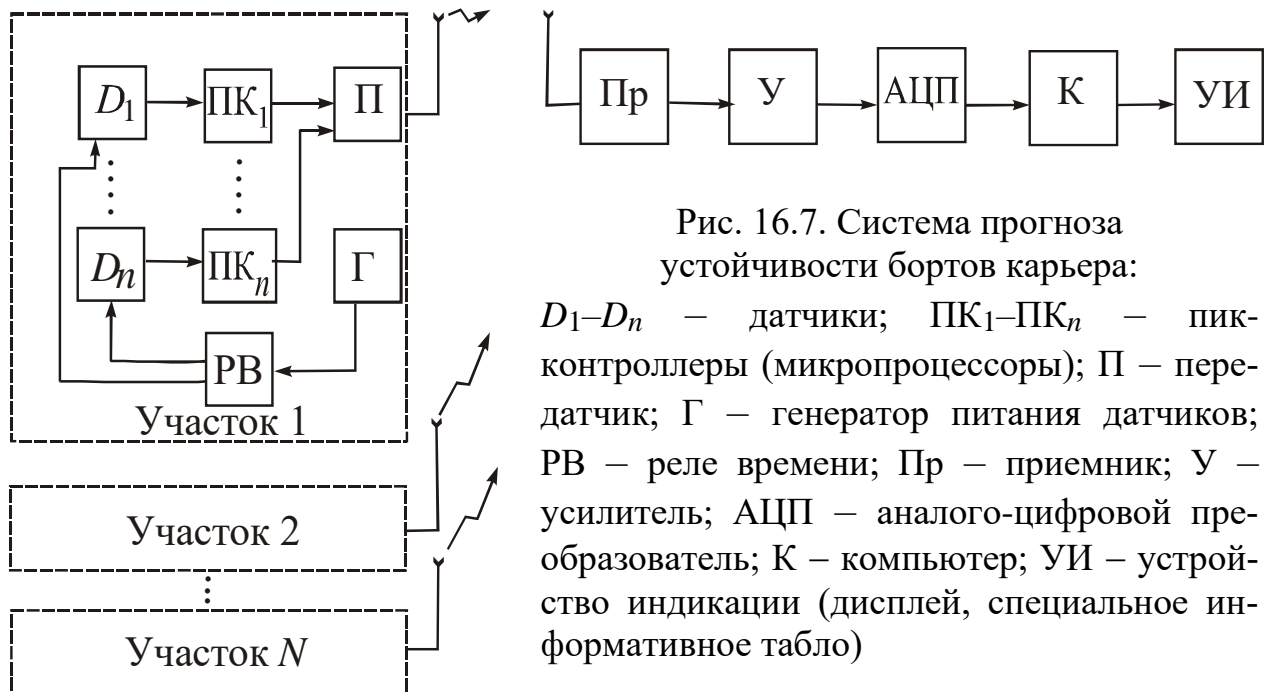 D1 ПК1 П
Dn ПКn Г
РВ
Участок 1
Участок 2
Участок N
Пр У АЦП К УИ
Рис. 16.7. Система прогноза
устойчивости бортов карьера:
D1–Dn – датчики; ПК1–ПКn – пик-
контроллеры (микропроцессоры); П – пере-
датчик; Г – генератор питания датчиков;
РВ – реле времени; Пр – приемник; У –
усилитель; АЦП – аналого-цифровой пре-
образователь; К – компьютер; УИ – устрой-
ство индикации (дисплей, специальное ин-
формативное табло)